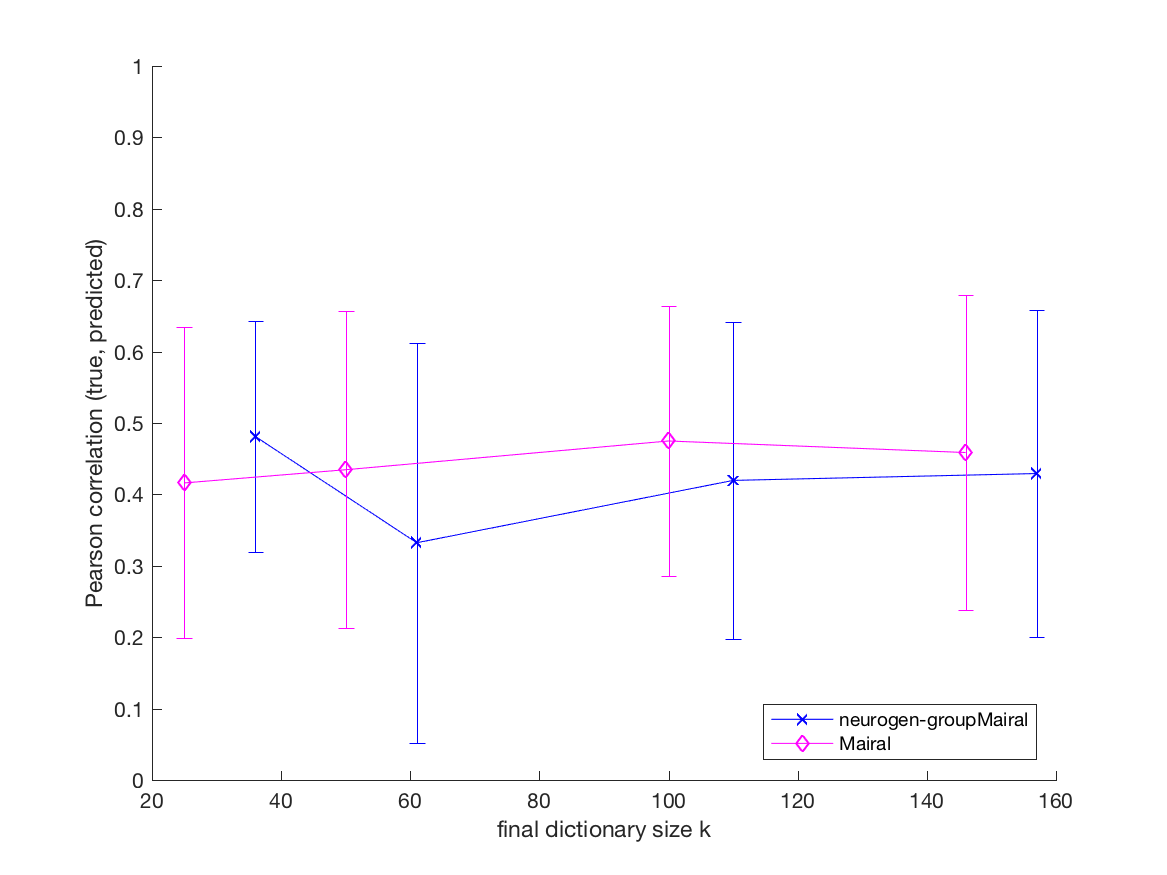 1
0.9
0.8
0.7
0.6
0.5
0.4
0.3
0.2
0.1
0
Pearson correlation (true, predicted)
20 40 60 80 100 120 140 160
final dictionary size k
neurogen-groupMairal
Mairal